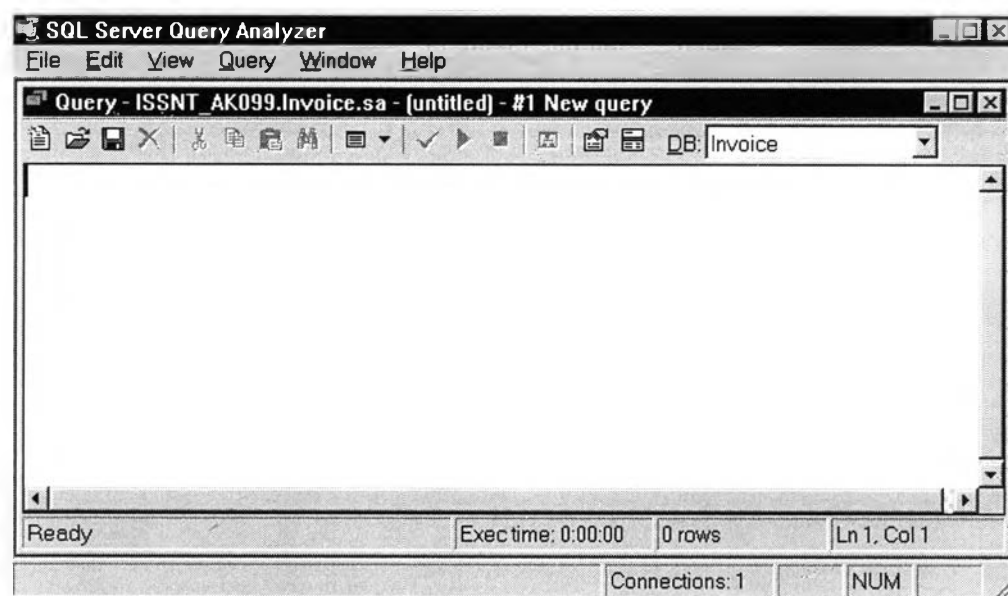 SQL Server Query Analyzer
File Edit View Query Window Help
Query - ISSNT_AK099.Invoice.sa - (untitled) - #1 New query
DB: Invoice
Ready Exec time: 0:00:00 0 rows Ln 1, Col 1
Connections: 1 NUM